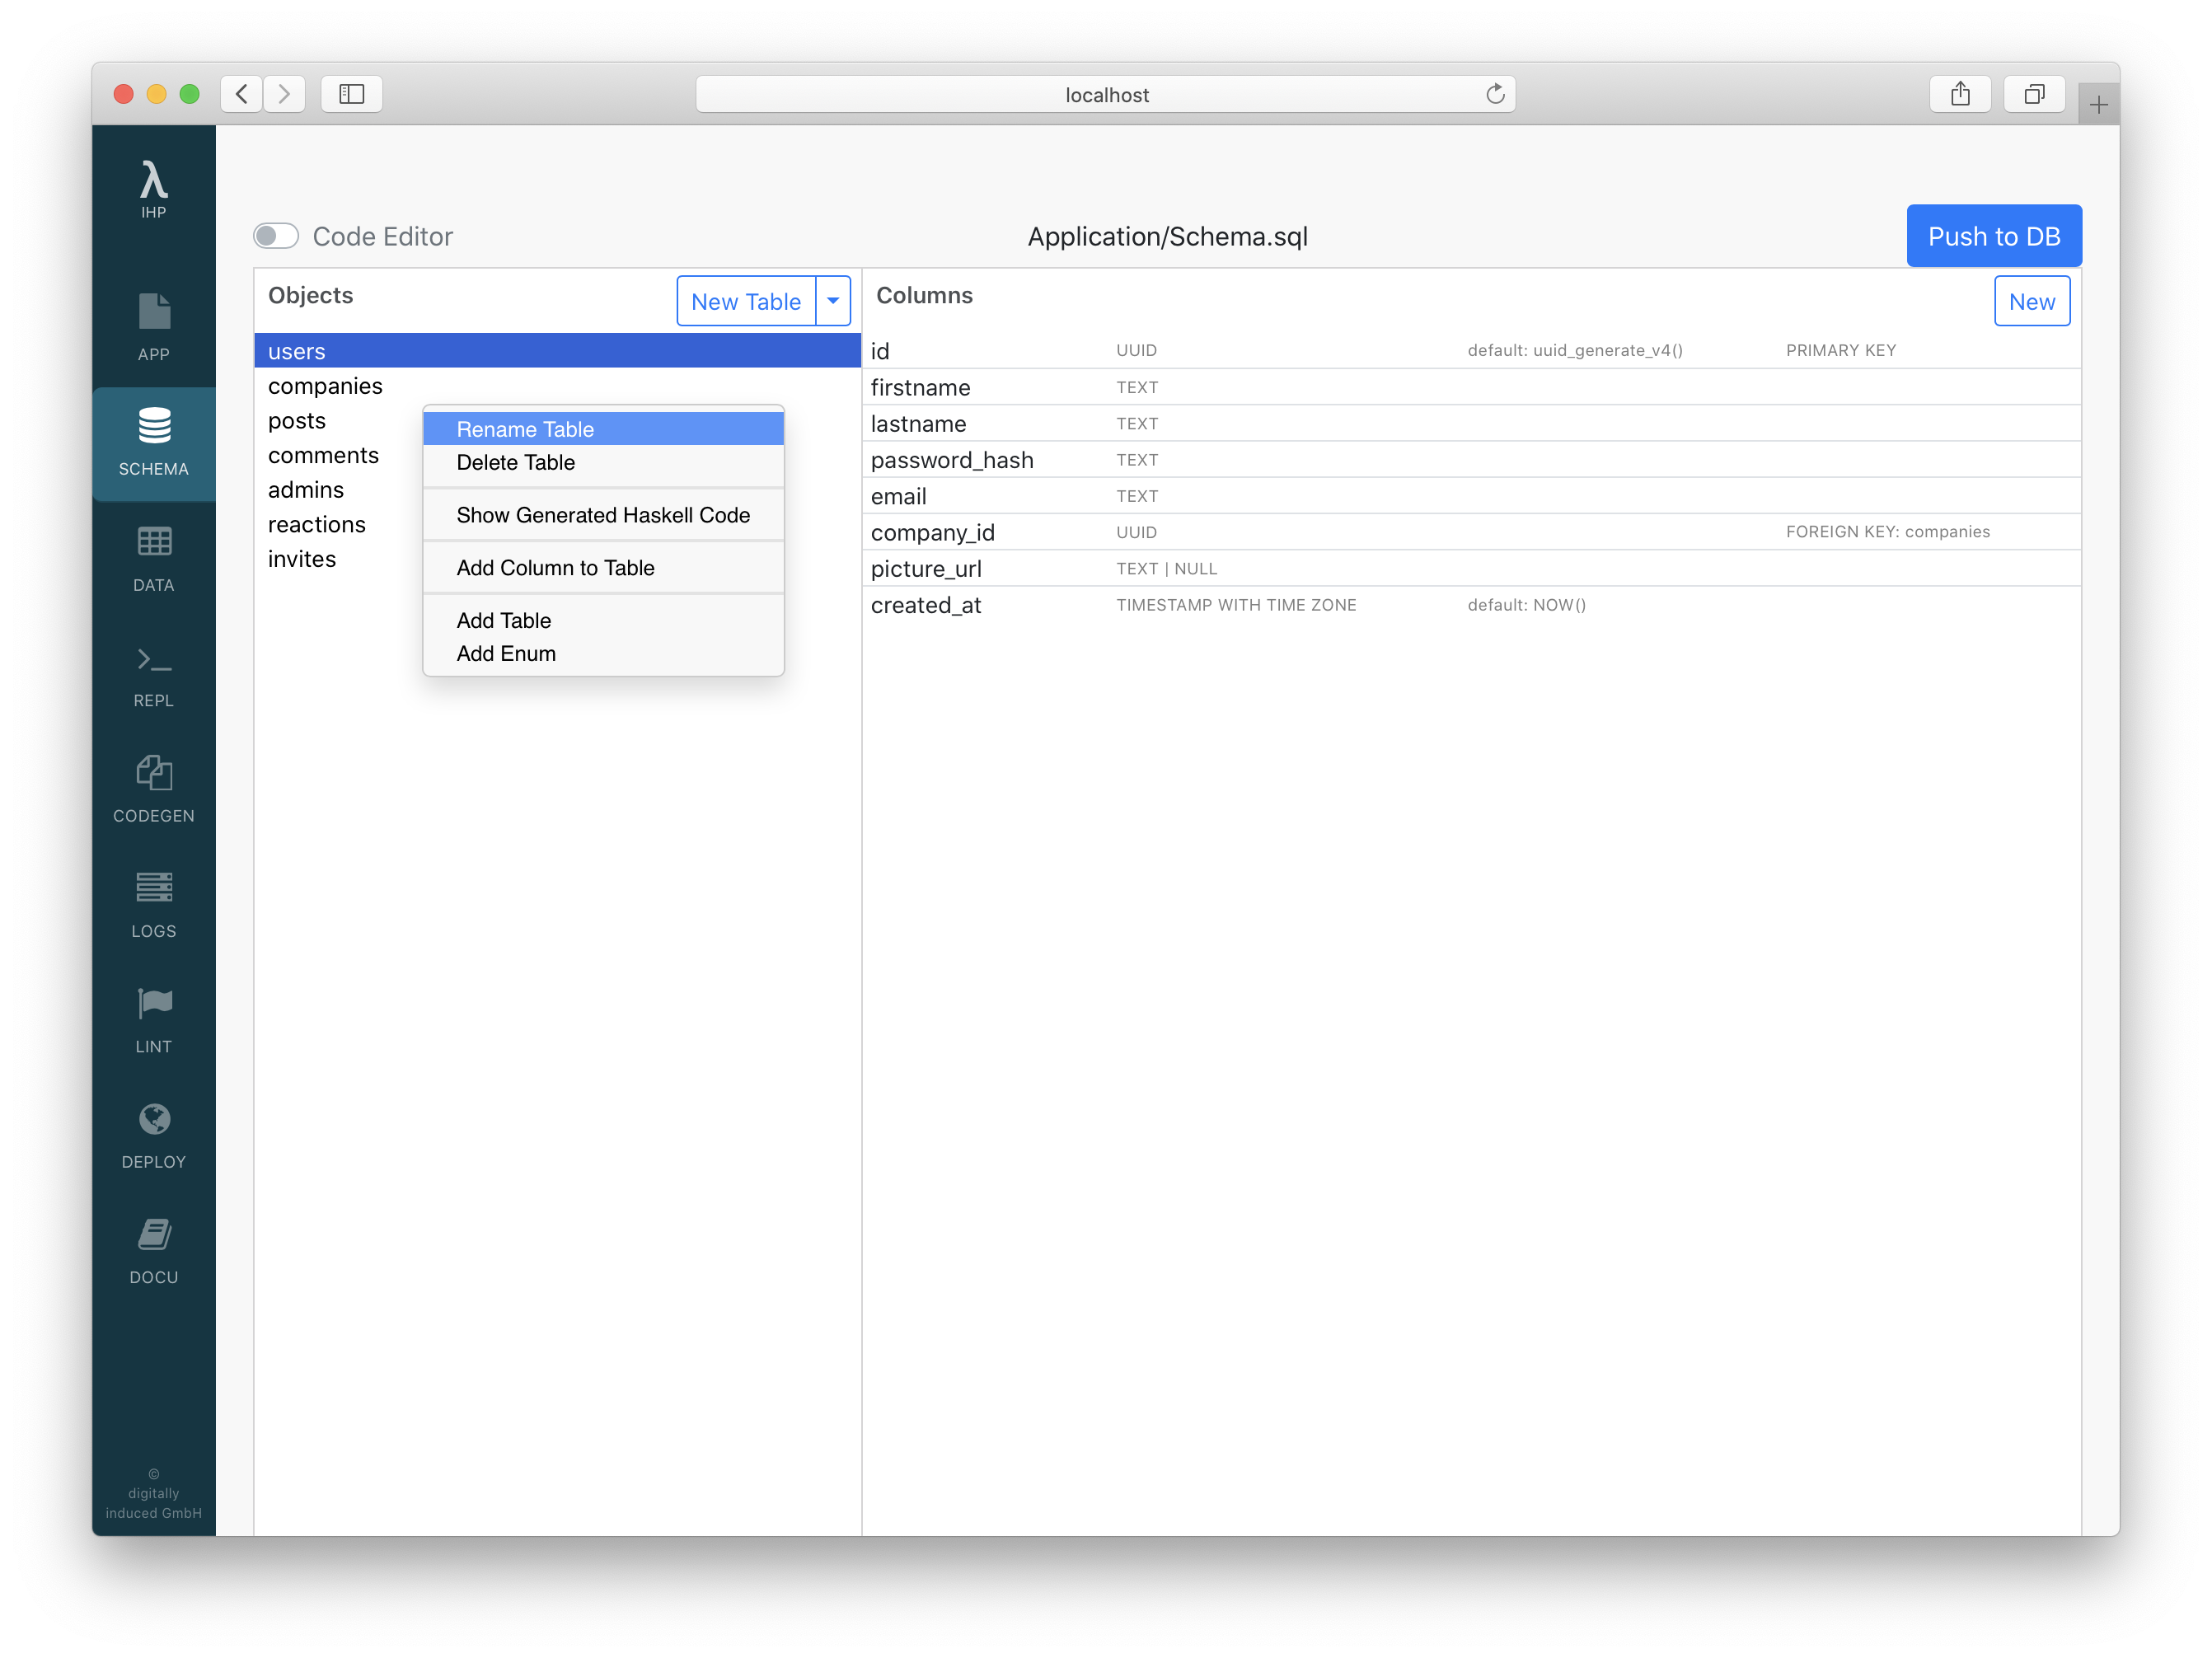 localhost
λ
IHP
APP
SCHEMA
DATA
REPL
CODEGEN
LOGS
LINT
DEPLOY
DOCU
©
digitally
induced GmbH
Code Editor
Application/Schema.sql
Push to DB
Objects
New Table
users
companies
posts
comments
admins
reactions
invites
Rename Table
Delete Table
Show Generated Haskell Code
Add Column to Table
Add Table
Add Enum
Columns
New
id UUID default: uuid_generate_v4() PRIMARY KEY
firstname TEXT
lastname TEXT
password_hash TEXT
email TEXT
company_id UUID FOREIGN KEY: companies
picture_url TEXT | NULL
created_at TIMESTAMP WITH TIME ZONE default: NOW()